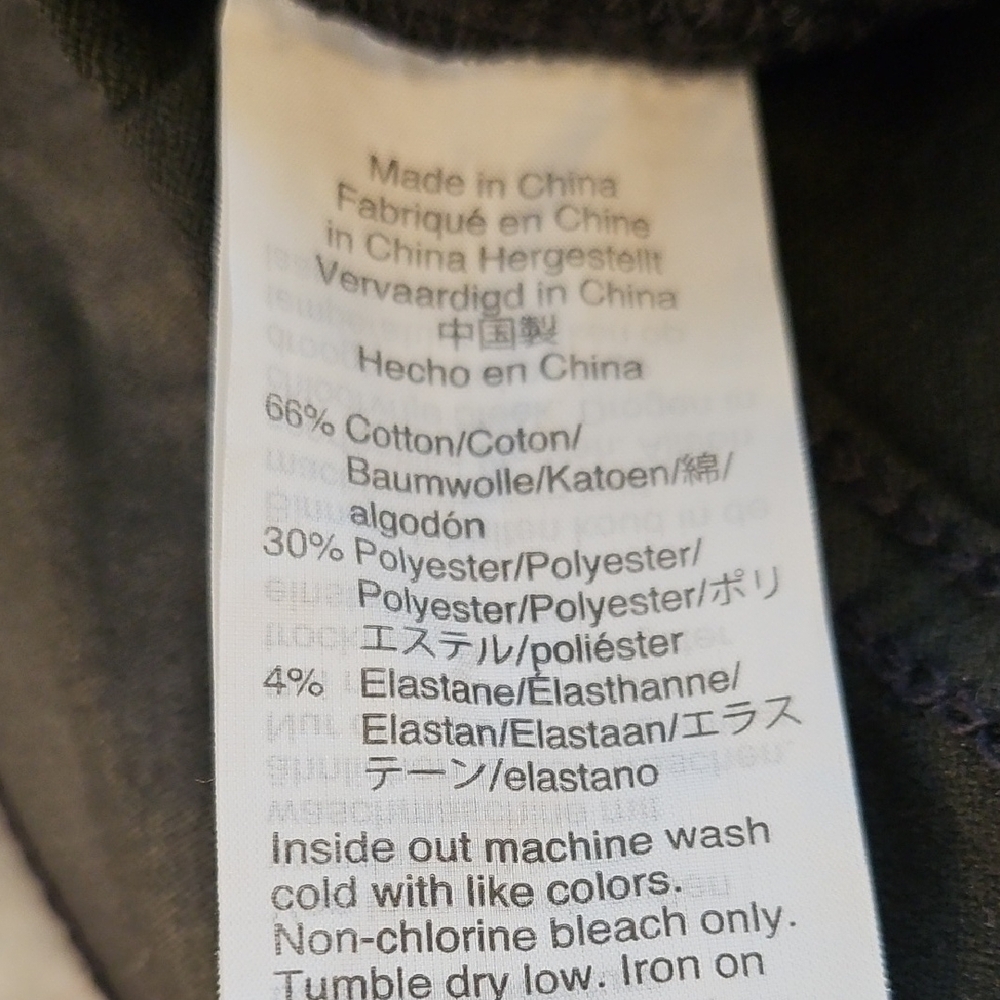 Made in China
Fabriqué en Chine
in China Hergestellt
Vervaardigd in China
中国製
Hecho en China
66% Cotton/Coton/
Baumwolle/Katoen/綿/
algodón
30% Polyester/Polyester/
Polyester/Polyester/ポリ
エステル/poliéster
4% Elastane/Élasthanne/
Elastan/Elastaan/エラス
テーン/elastano
Inside out machine wash
cold with like colors.
Non-chlorine bleach only.
Tumble dry low. Iron on